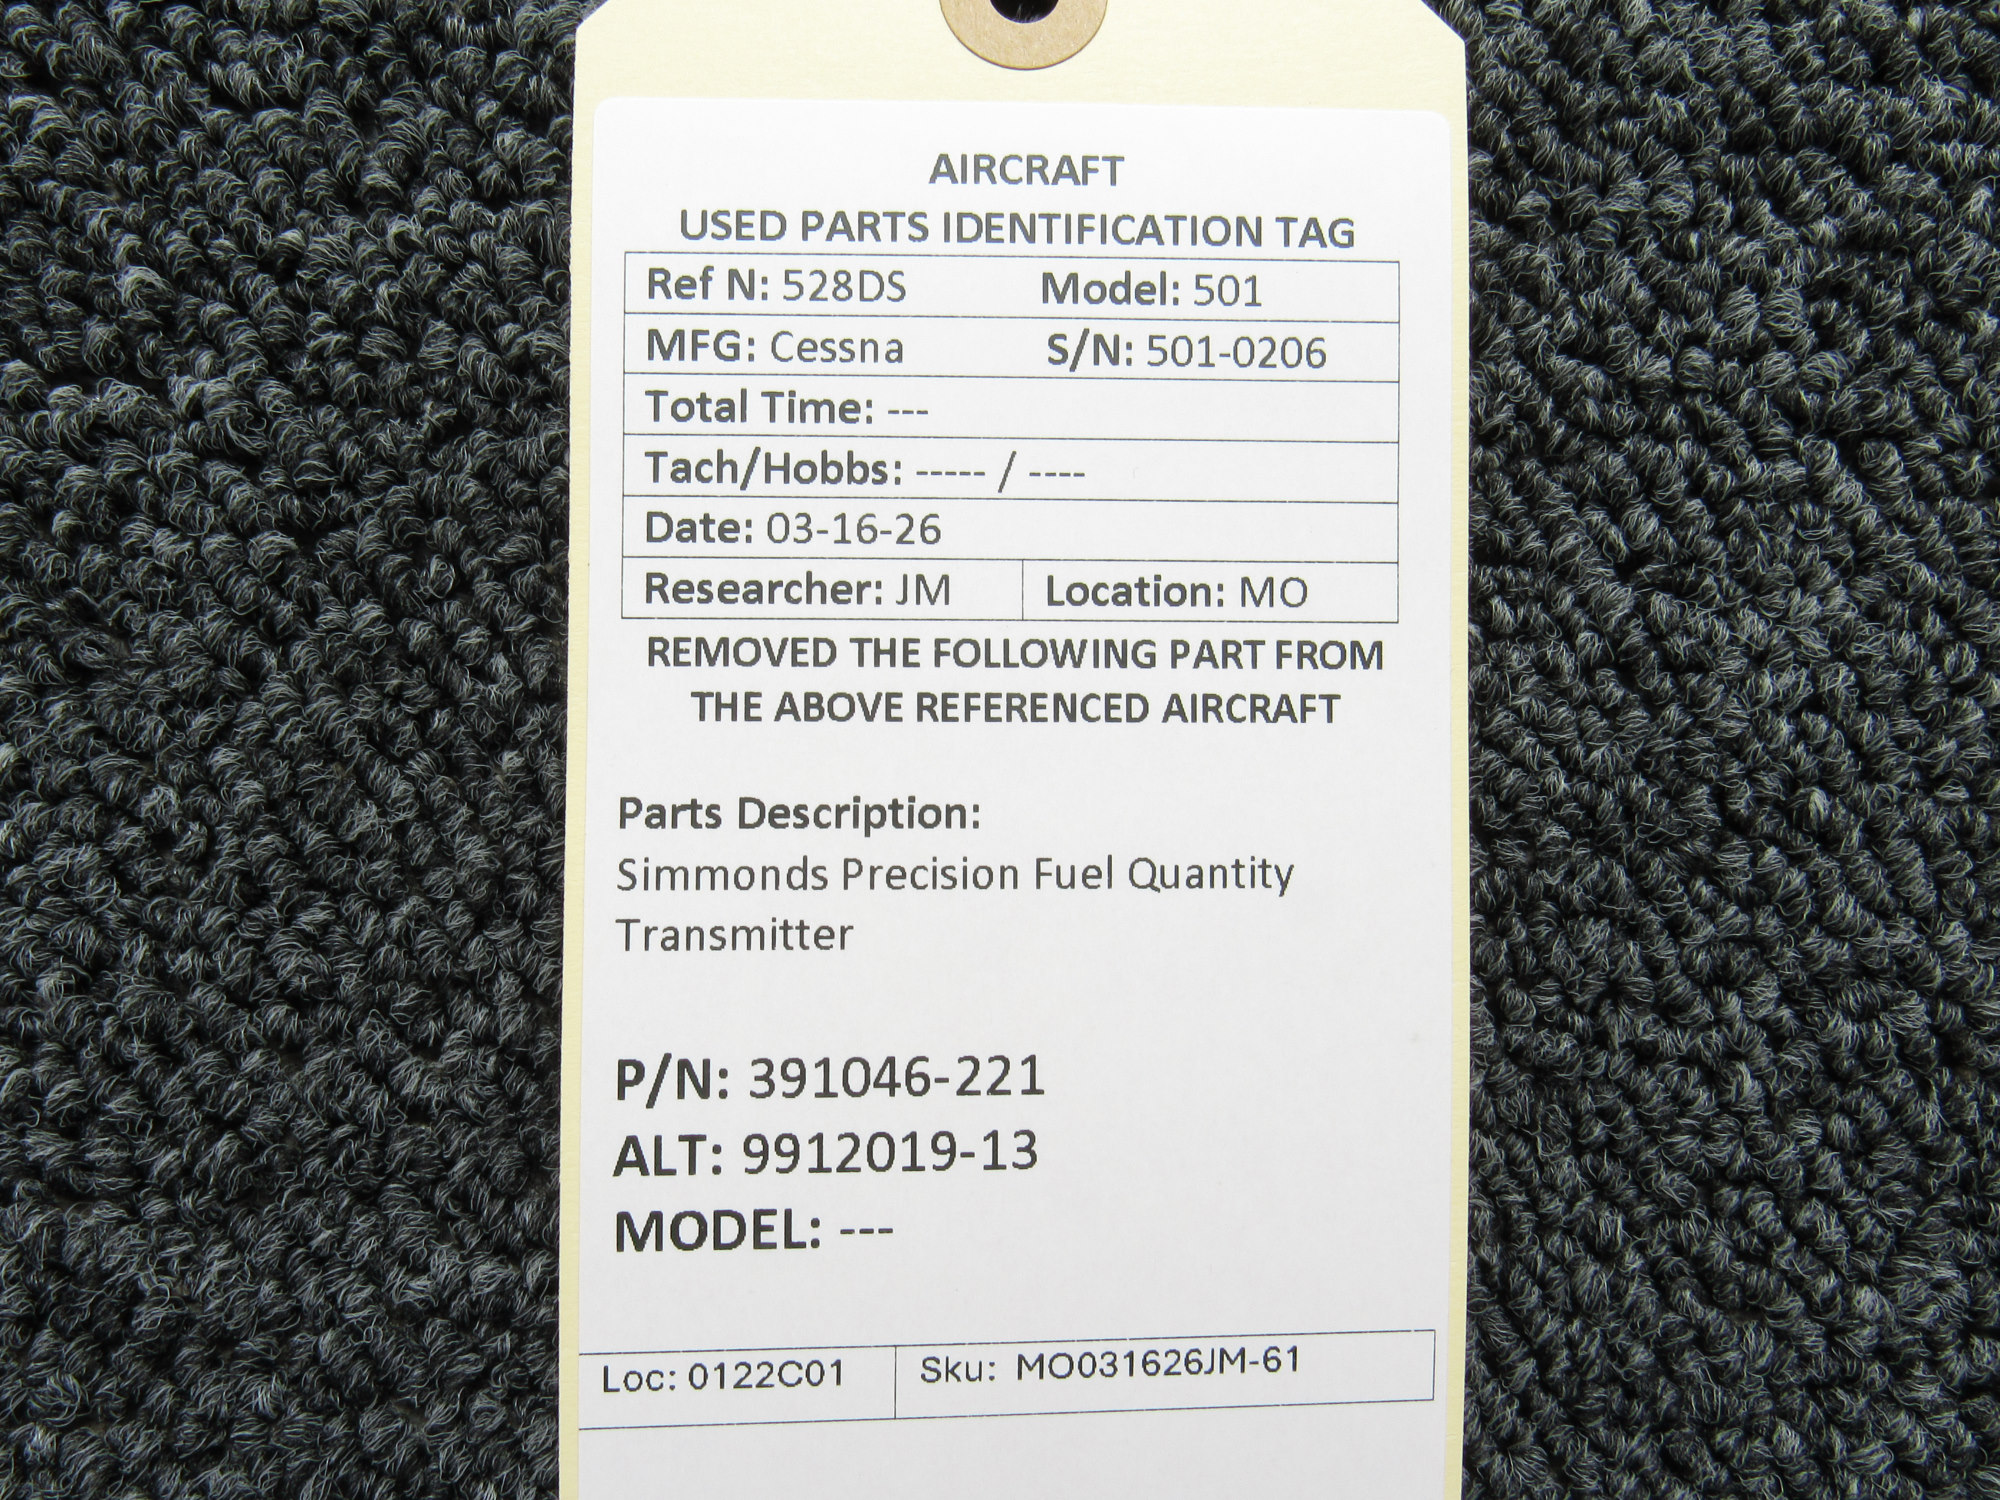 AIRCRAFT
USED PARTS IDENTIFICATION TAG
Ref N: 528DS Model: 501
MFG: Cessna S/N: 501-0206
Total Time: ---
Tach/Hobbs: ----- / ----
Date: 03-16-26
Researcher: JM Location: MO
REMOVED THE FOLLOWING PART FROM
THE ABOVE REFERENCED AIRCRAFT
Parts Description:
Simmonds Precision Fuel Quantity
Transmitter
P/N: 391046-221
ALT: 9912019-13
MODEL: ---
Loc: 0122C01 Sku: MO031626JM-61